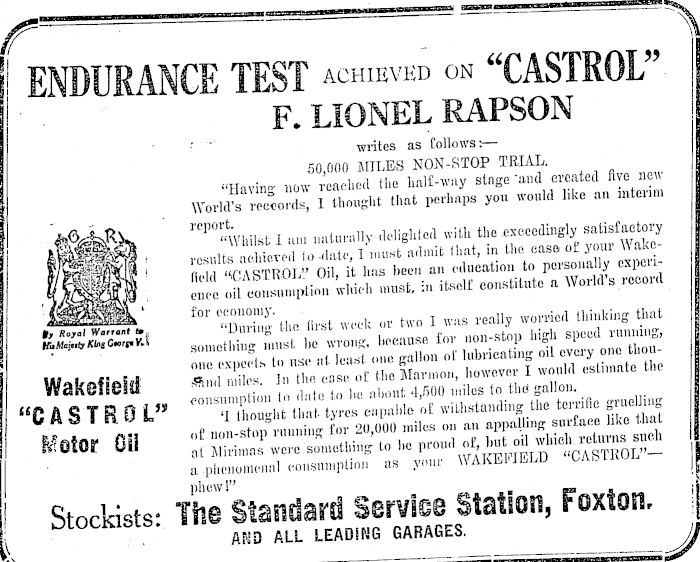 ENDURANCE TEST ACHIEVED ON "CASTROL"
F. LIONEL RAPSON
writes as follows:—
50,000 MILES NON-STOP TRIAL.
"Having now reached the half-way stage and created five new
World's records, I thought that perhaps you would like an interim
report.
"Whilst I am naturally delighted with the exceedingly satisfactory
results achieved to date, I must admit that, in the case of your Wake-
field "CASTROL" Oil, it has been an education to personally experi-
ence oil consumption which must, in itself constitute a World's record
for economy.
"During the first week or two I was really worried thinking that
something must be wrong, because for non-stop high speed running,
one expects to use at least one gallon of lubricating oil every one thou-
sand miles. In the case of the Marmon, however I would estimate the
consumption to date to be about 4,500 miles to the gallon.
'I thought that tyres capable of withstanding the terrific gruelling
of non-stop running for 20,000 miles on an appalling surface like that
at Mirimas were something to be proud of, but oil which returns such
a phenomenal consumption as your WAKEFIELD "CASTROL"—
phew!"
G R
By Royal Warrant to
His Majesty King George V.
Wakefield
"CASTROL"
Motor Oil
Stockists: The Standard Service Station, Foxton.
AND ALL LEADING GARAGES.